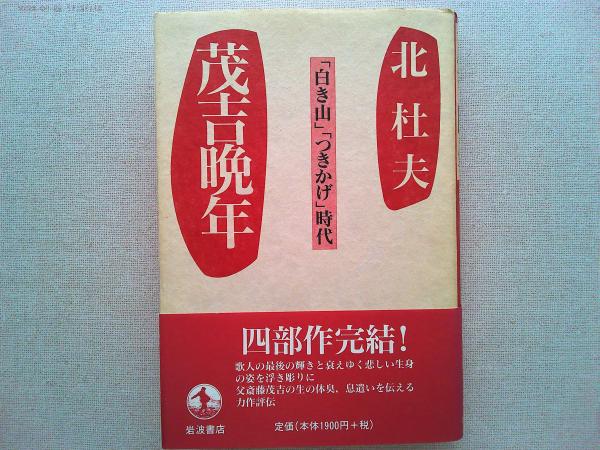 北杜夫
「白き山」「つきかげ」時代
茂吉晩年
四部作完結!
歌人の最後の輝きと衰えゆく悲しい生身
の姿を浮き彫りに
父斎藤茂吉の生の体臭、息遣いを伝える
力作評伝
岩波書店
定価(本体1900円+税)